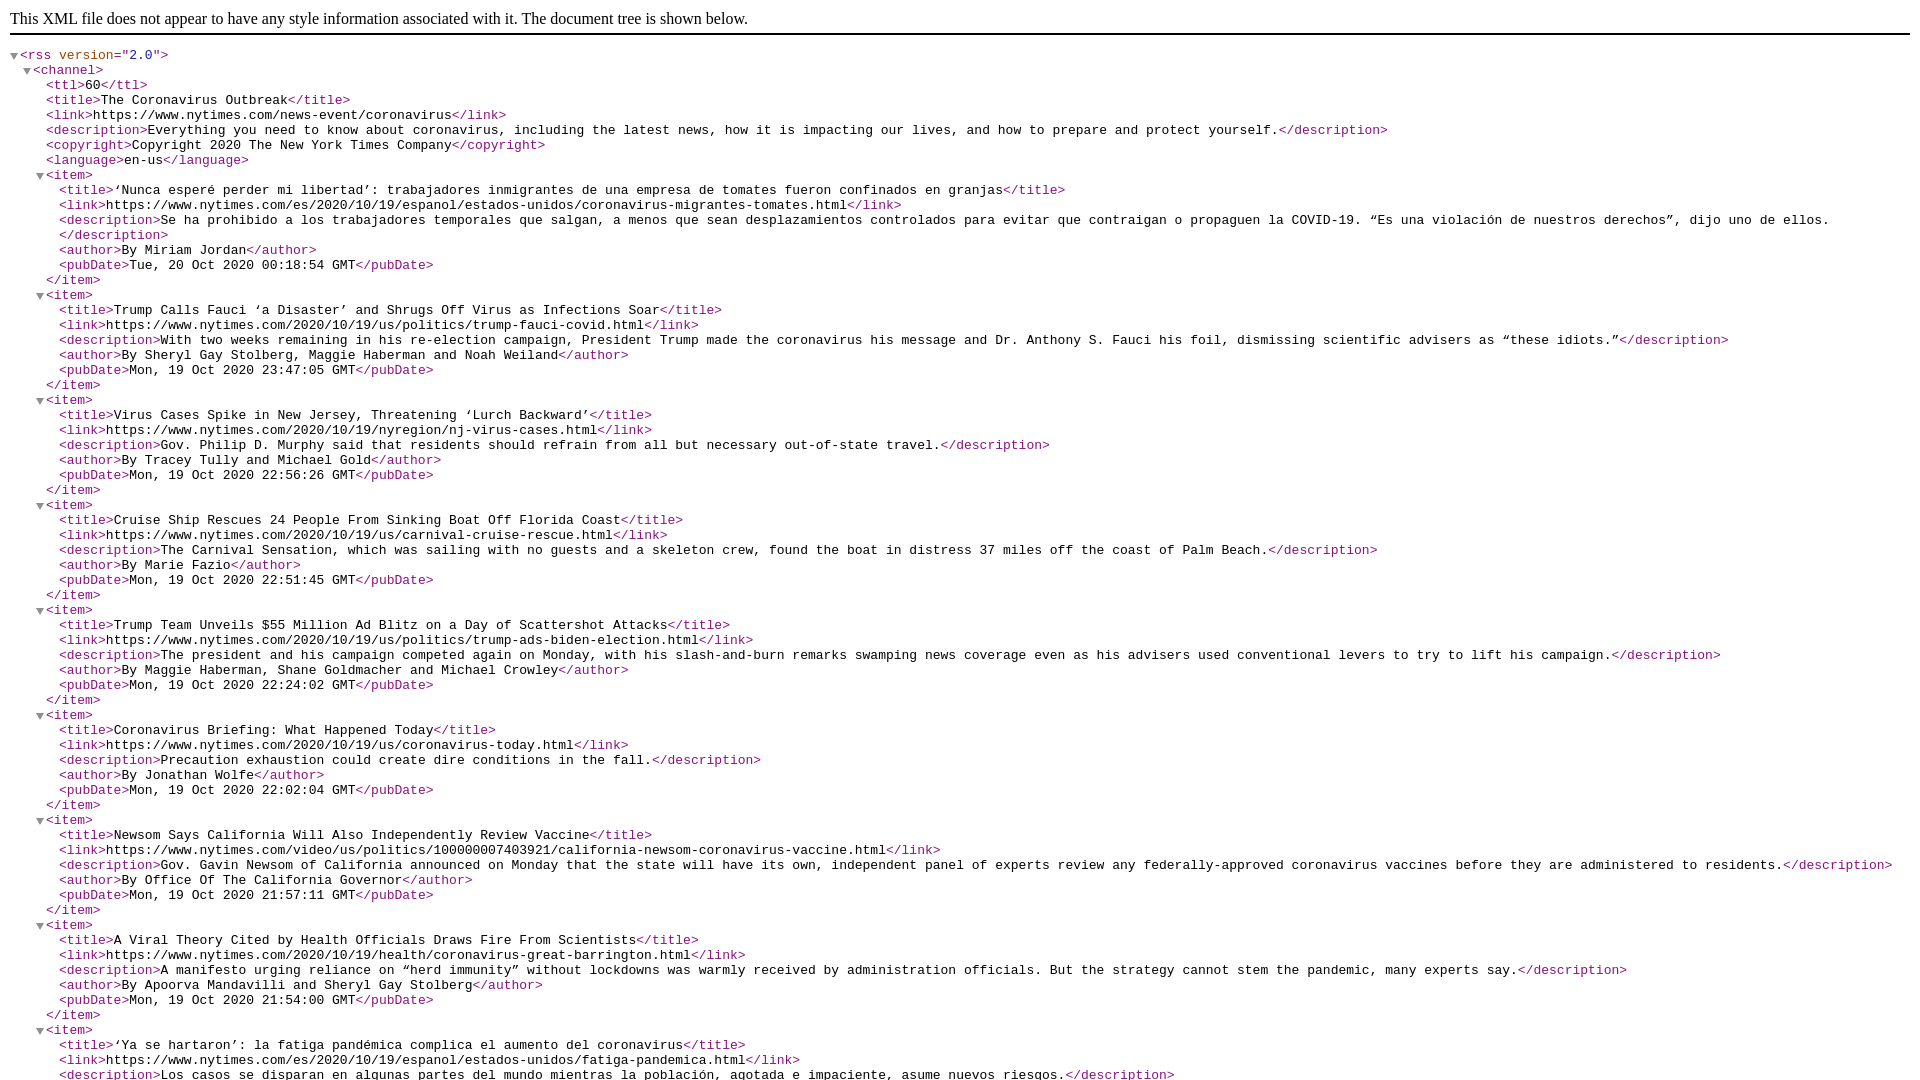 This XML file does not appear to have any style information associated with it. The document tree is shown below.
<rss version="2.0">
<channel>
<ttl>60</ttl>
<title>The Coronavirus Outbreak</title>
<link>https://www.nytimes.com/news-event/coronavirus</link>
<description>Everything you need to know about coronavirus, including the latest news, how it is impacting our lives, and how to prepare and protect yourself.</description>
<copyright>Copyright 2020 The New York Times Company</copyright>
<language>en-us</language>
<item>
<title>‘Nunca esperé perder mi libertad’: trabajadores inmigrantes de una empresa de tomates fueron confinados en granjas</title>
<link>https://www.nytimes.com/es/2020/10/19/espanol/estados-unidos/coronavirus-migrantes-tomates.html</link>
<description>Se ha prohibido a los trabajadores temporales que salgan, a menos que sean desplazamientos controlados para evitar que contraigan o propaguen la COVID-19. “Es una violación de nuestros derechos”, dijo uno de ellos.
</description>
<author>By Miriam Jordan</author>
<pubDate>Tue, 20 Oct 2020 00:18:54 GMT</pubDate>
</item>
<item>
<title>Trump Calls Fauci ‘a Disaster’ and Shrugs Off Virus as Infections Soar</title>
<link>https://www.nytimes.com/2020/10/19/us/politics/trump-fauci-covid.html</link>
<description>With two weeks remaining in his re-election campaign, President Trump made the coronavirus his message and Dr. Anthony S. Fauci his foil, dismissing scientific advisers as “these idiots.”</description>
<author>By Sheryl Gay Stolberg, Maggie Haberman and Noah Weiland</author>
<pubDate>Mon, 19 Oct 2020 23:47:05 GMT</pubDate>
</item>
<item>
<title>Virus Cases Spike in New Jersey, Threatening ‘Lurch Backward’</title>
<link>https://www.nytimes.com/2020/10/19/nyregion/nj-virus-cases.html</link>
<description>Gov. Philip D. Murphy said that residents should refrain from all but necessary out-of-state travel.</description>
<author>By Tracey Tully and Michael Gold</author>
<pubDate>Mon, 19 Oct 2020 22:56:26 GMT</pubDate>
</item>
<item>
<title>Cruise Ship Rescues 24 People From Sinking Boat Off Florida Coast</title>
<link>https://www.nytimes.com/2020/10/19/us/carnival-cruise-rescue.html</link>
<description>The Carnival Sensation, which was sailing with no guests and a skeleton crew, found the boat in distress 37 miles off the coast of Palm Beach.</description>
<author>By Marie Fazio</author>
<pubDate>Mon, 19 Oct 2020 22:51:45 GMT</pubDate>
</item>
<item>
<title>Trump Team Unveils $55 Million Ad Blitz on a Day of Scattershot Attacks</title>
<link>https://www.nytimes.com/2020/10/19/us/politics/trump-ads-biden-election.html</link>
<description>The president and his campaign competed again on Monday, with his slash-and-burn remarks swamping news coverage even as his advisers used conventional levers to try to lift his campaign.</description>
<author>By Maggie Haberman, Shane Goldmacher and Michael Crowley</author>
<pubDate>Mon, 19 Oct 2020 22:24:02 GMT</pubDate>
</item>
<item>
<title>Coronavirus Briefing: What Happened Today</title>
<link>https://www.nytimes.com/2020/10/19/us/coronavirus-today.html</link>
<description>Precaution exhaustion could create dire conditions in the fall.</description>
<author>By Jonathan Wolfe</author>
<pubDate>Mon, 19 Oct 2020 22:02:04 GMT</pubDate>
</item>
<item>
<title>Newsom Says California Will Also Independently Review Vaccine</title>
<link>https://www.nytimes.com/video/us/politics/100000007403921/california-newsom-coronavirus-vaccine.html</link>
<description>Gov. Gavin Newsom of California announced on Monday that the state will have its own, independent panel of experts review any federally-approved coronavirus vaccines before they are administered to residents.</description>
<author>By Office Of The California Governor</author>
<pubDate>Mon, 19 Oct 2020 21:57:11 GMT</pubDate>
</item>
<item>
<title>A Viral Theory Cited by Health Officials Draws Fire From Scientists</title>
<link>https://www.nytimes.com/2020/10/19/health/coronavirus-great-barrington.html</link>
<description>A manifesto urging reliance on “herd immunity” without lockdowns was warmly received by administration officials. But the strategy cannot stem the pandemic, many experts say.</description>
<author>By Apoorva Mandavilli and Sheryl Gay Stolberg</author>
<pubDate>Mon, 19 Oct 2020 21:54:00 GMT</pubDate>
</item>
<item>
<title>‘Ya se hartaron’: la fatiga pandémica complica el aumento del coronavirus</title>
<link>https://www.nytimes.com/es/2020/10/19/espanol/estados-unidos/fatiga-pandemica.html</link>
<description>Los casos se disparan en algunas partes del mundo mientras la población, agotada e impaciente, asume nuevos riesgos.</description>